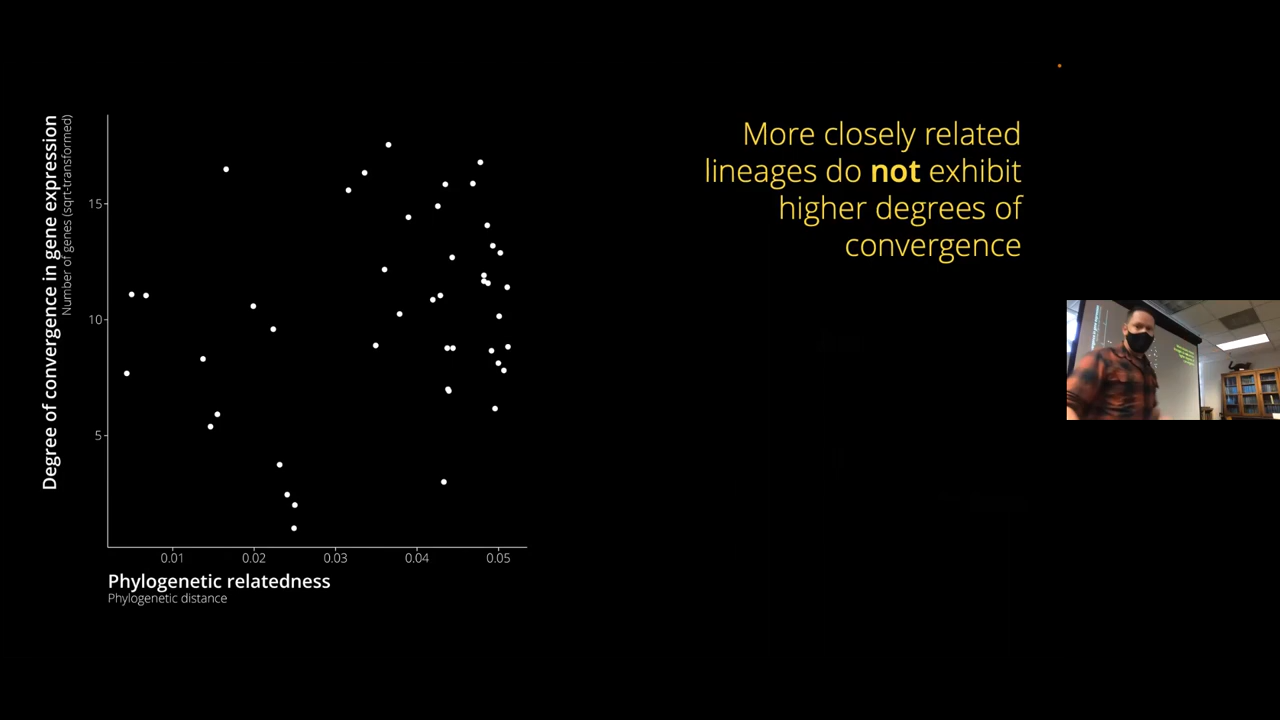 Degree of convergence in gene expression
Number of genes (sqrt-transformed)
15
10
5
0.01 0.02 0.03 0.04 0.05
Phylogenetic relatedness
Phylogenetic distance
More closely related
lineages do not exhibit
higher degrees of
convergence